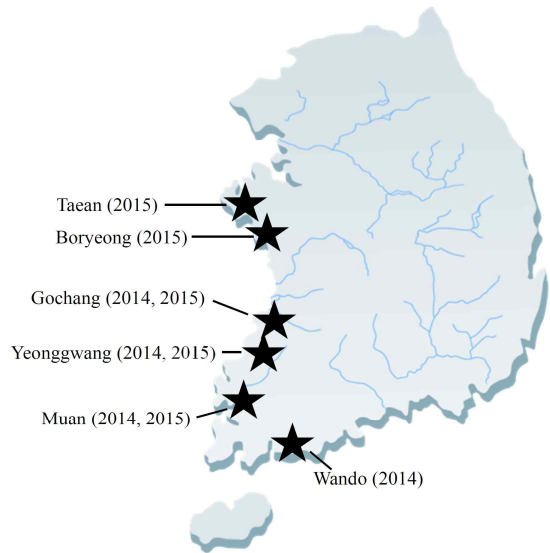 Taean (2015)
Boryeong (2015)
Gochang (2014, 2015)
Yeonggwang (2014, 2015)
Muan (2014, 2015)
Wando (2014)